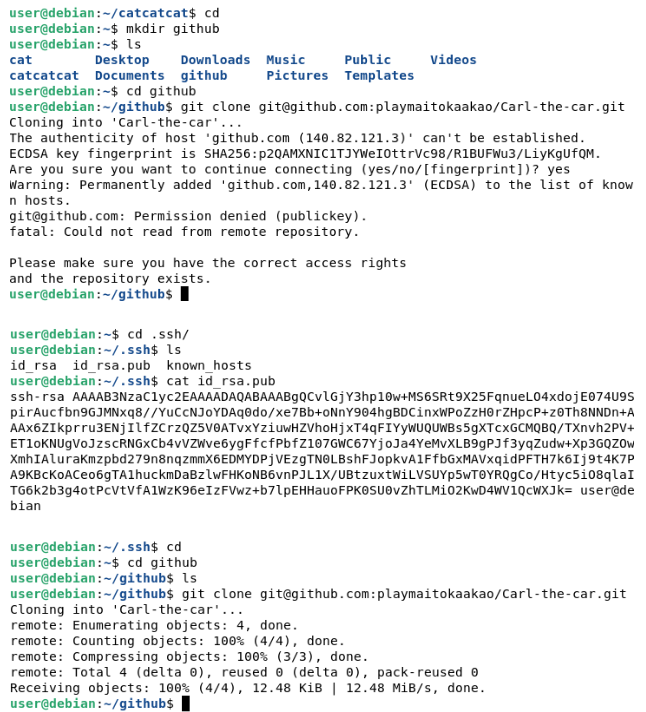 user@debian:~/catcatcat$ cd
user@debian:~$ mkdir github
user@debian:~$ ls
cat        Desktop    Downloads  Music     Public     Videos
catcatcat  Documents  github     Pictures  Templates
user@debian:~$ cd github
user@debian:~/github$ git clone git@github.com:playmaitokaakao/Carl-the-car.git
Cloning into 'Carl-the-car'...
The authenticity of host 'github.com (140.82.121.3)' can't be established.
ECDSA key fingerprint is SHA256:p2QAMXNIC1TJYWeIOttrVc98/R1BUFWu3/LiyKgUfQM.
Are you sure you want to continue connecting (yes/no/[fingerprint])? yes
Warning: Permanently added 'github.com,140.82.121.3' (ECDSA) to the list of know
n hosts.
git@github.com: Permission denied (publickey).
fatal: Could not read from remote repository.

Please make sure you have the correct access rights
and the repository exists.
user@debian:~/github$

user@debian:~$ cd .ssh/
user@debian:~/.ssh$ ls
id_rsa  id_rsa.pub  known_hosts
user@debian:~/.ssh$ cat id_rsa.pub
ssh-rsa AAAAB3NzaC1yc2EAAAADAQABAAABgQCvlGjY3hp10w+MS6SRt9X25FqnueLO4xdojE074U9S
pirAucfbn9GJMNxq8//YuCcNJoYDAq0do/xe7Bb+oNnY904hgBDCinxWPoZzH0rZHpcP+z0Th8NNDn+A
AAx6ZIkprru3ENjIlfZCrzQZ5V0ATvxYziuwHZVhoHjxT4qFIYyWUQUWBs5gXTcxGCMQBQ/TXnvh2PV+
ET1oKNUgVoJzscRNGxCb4vVZWve6ygFfcfPbfZ107GWC67YjoJa4YeMvXLB9gPJf3yqZudw+Xp3GQZOw
XmhIAluraKmzpbd279n8nqzmmX6EDMYDPjVEzgTN0LBshFJopkvA1FfbGxMAVxqidPFTH7k6Ij9t4K7P
A9KBcKoACeo6gTA1huckmDaBzlwFHKoNB6vnPJL1X/UBtzuxtWiLVSUYp5wT0YRQgCo/Htyc5iO8qlaI
TG6k2b3g4otPcVtVfA1WzK96eIzFVwz+b7lpEHHauoFPK0SU0vZhTLMiO2KwD4WV1QcWXJk= user@de
bian

user@debian:~/.ssh$ cd
user@debian:~$ cd github
user@debian:~/github$ ls
user@debian:~/github$ git clone git@github.com:playmaitokaakao/Carl-the-car.git
Cloning into 'Carl-the-car'...
remote: Enumerating objects: 4, done.
remote: Counting objects: 100% (4/4), done.
remote: Compressing objects: 100% (3/3), done.
remote: Total 4 (delta 0), reused 0 (delta 0), pack-reused 0
Receiving objects: 100% (4/4), 12.48 KiB | 12.48 MiB/s, done.
user@debian:~/github$